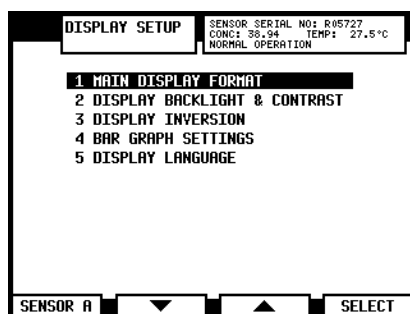 DISPLAY SETUP
SENSOR SERIAL NO: R05727
CONC: 38.94 TEMP: 27.5°C
NORMAL OPERATION
1 MAIN DISPLAY FORMAT
2 DISPLAY BACKLIGHT & CONTRAST
3 DISPLAY INVERSION
4 BAR GRAPH SETTINGS
5 DISPLAY LANGUAGE
SENSOR A SELECT